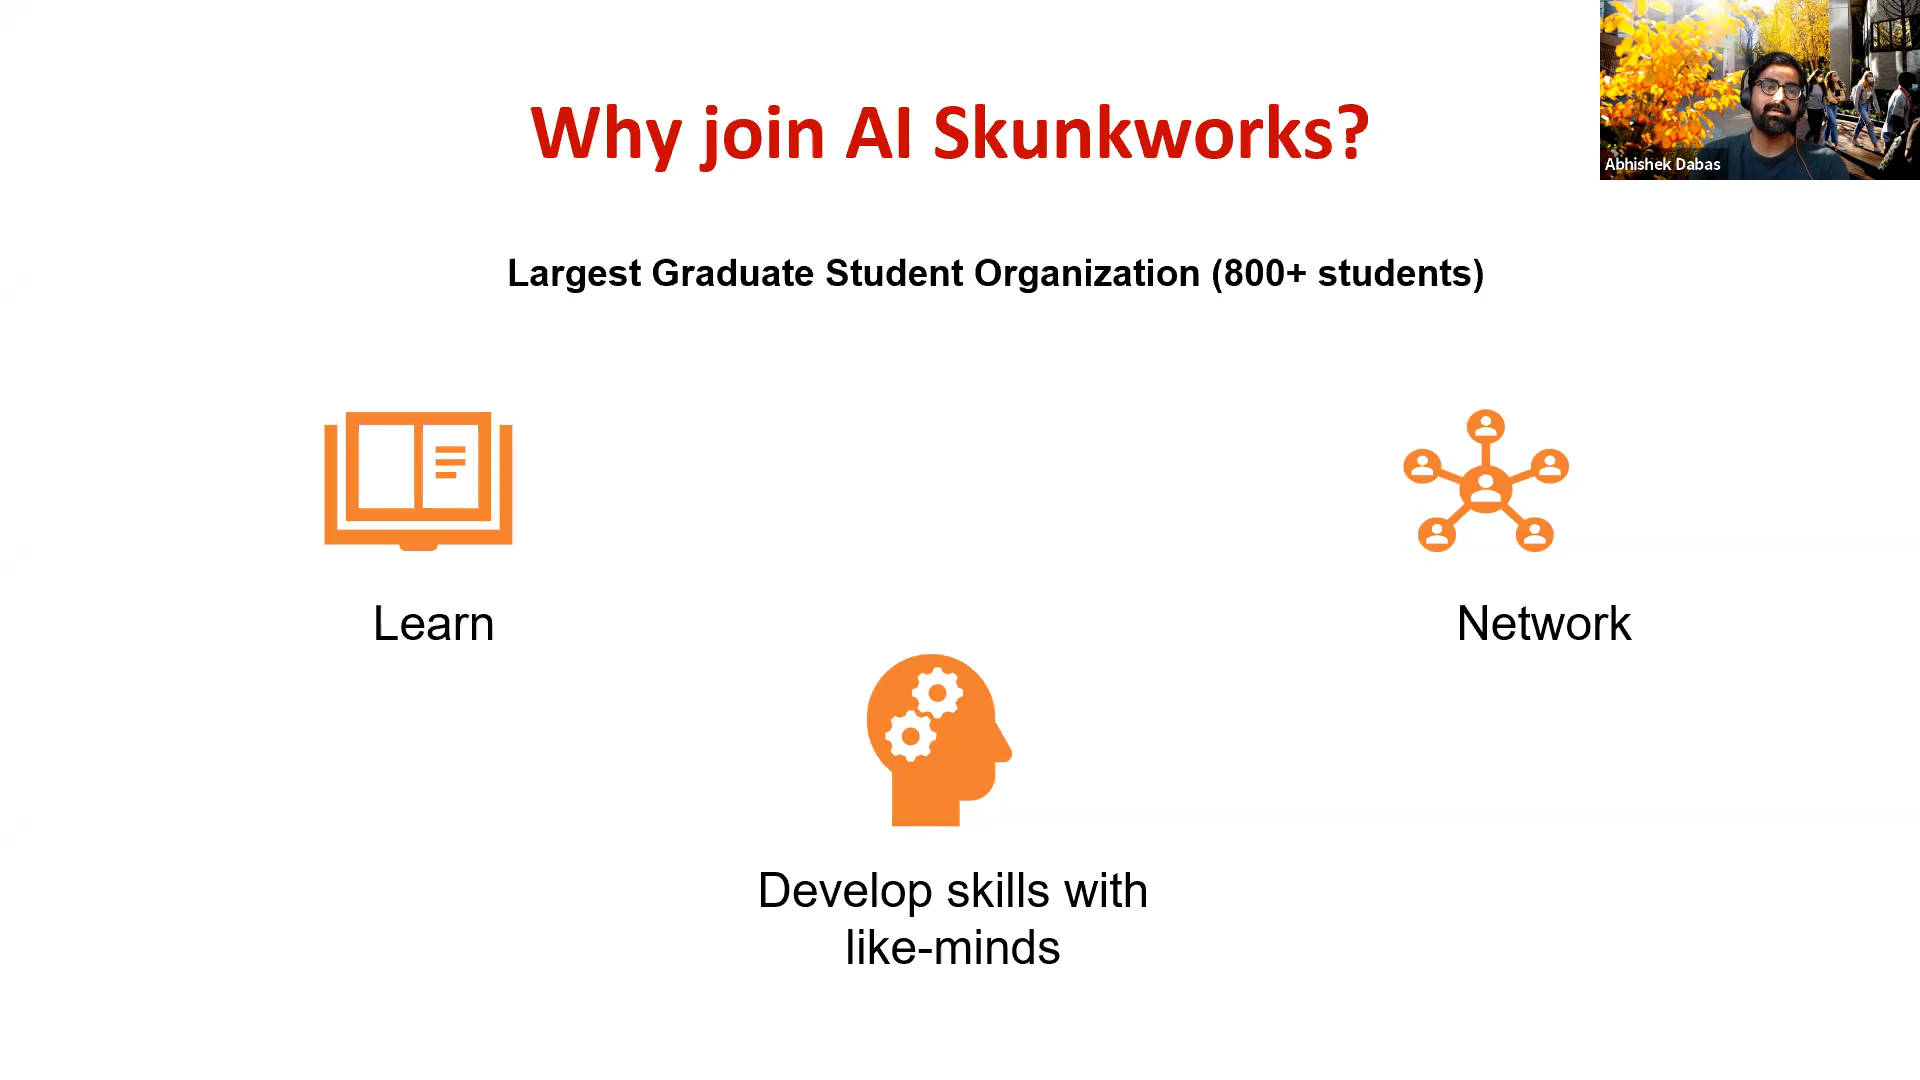 Why join AI Skunkworks?
Abhishek Dabas
Largest Graduate Student Organization (800+ students)
Learn
Network
Develop skills with
like-minds